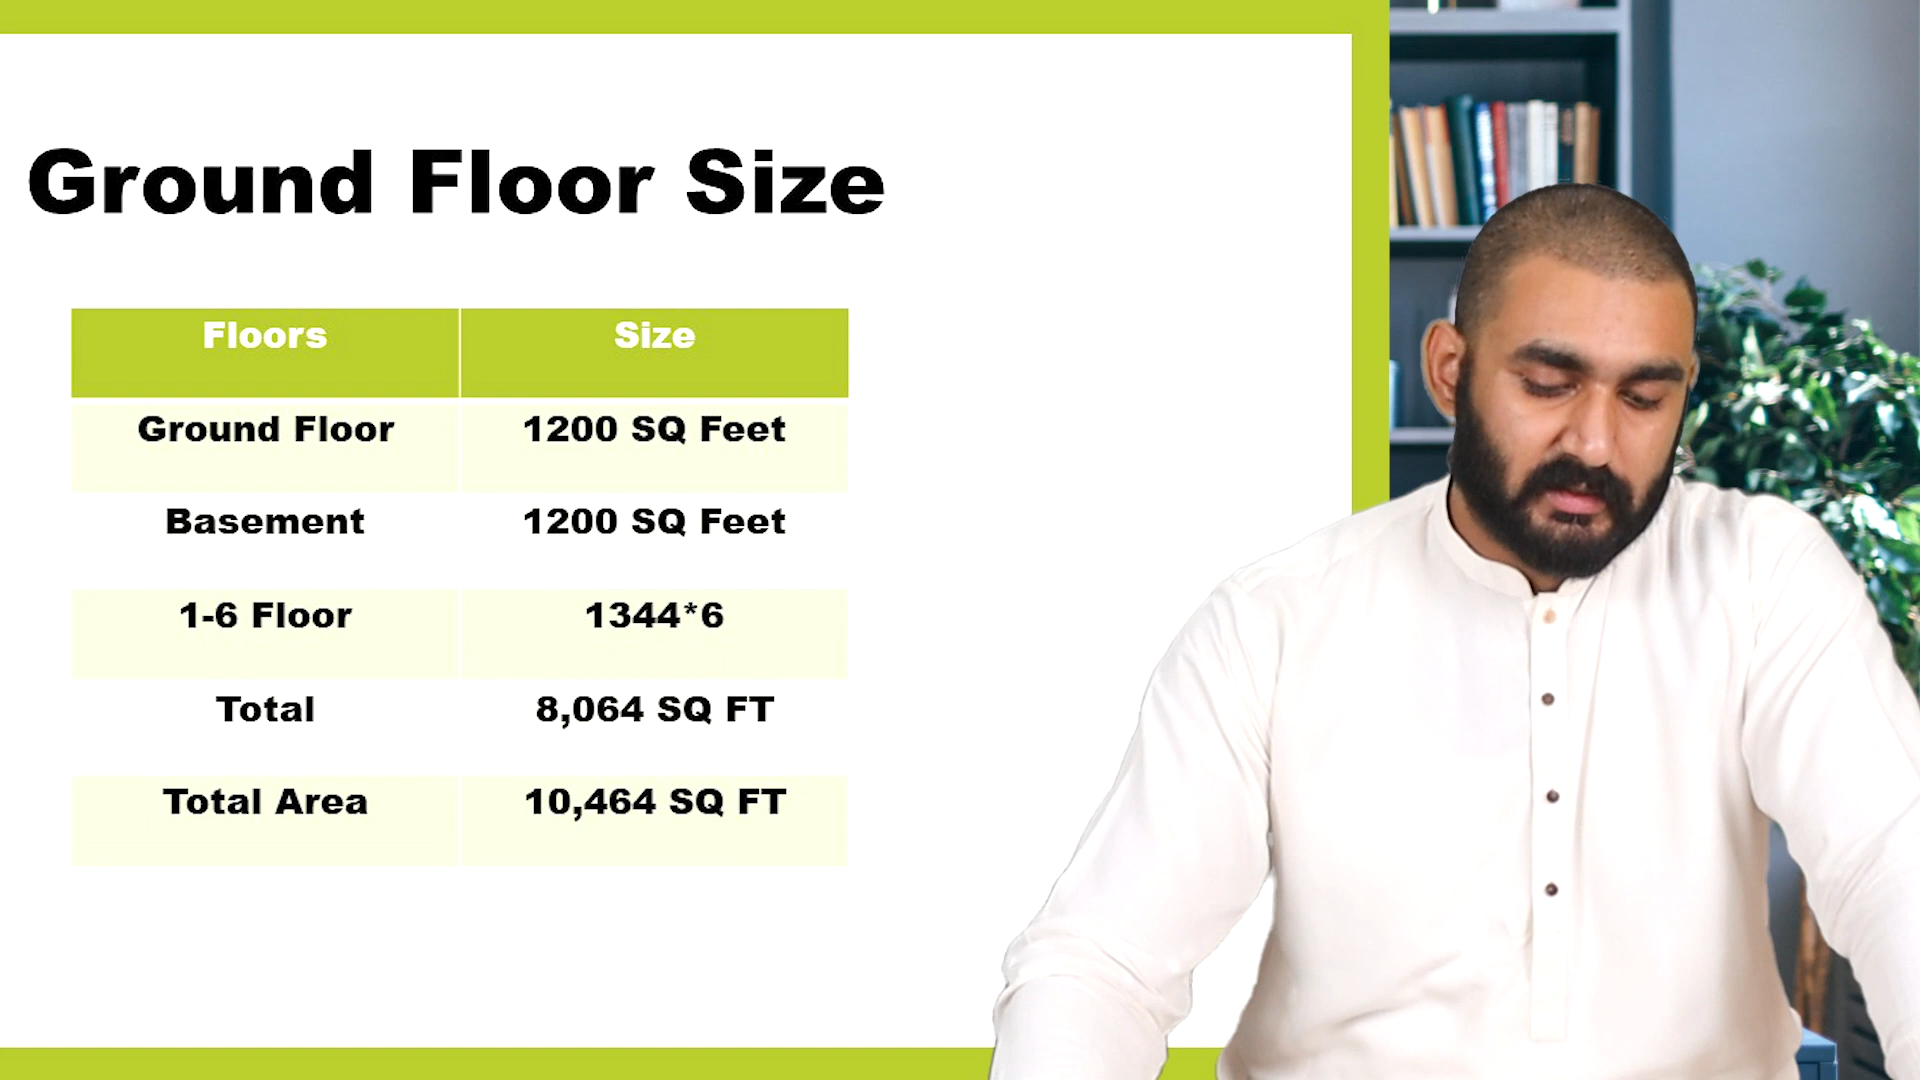 Ground Floor Size
Floors Size
Ground Floor 1200 SQ Feet
Basement 1200 SQ Feet
1-6 Floor 1344*6
Total 8,064 SQ FT
Total Area 10,464 SQ FT